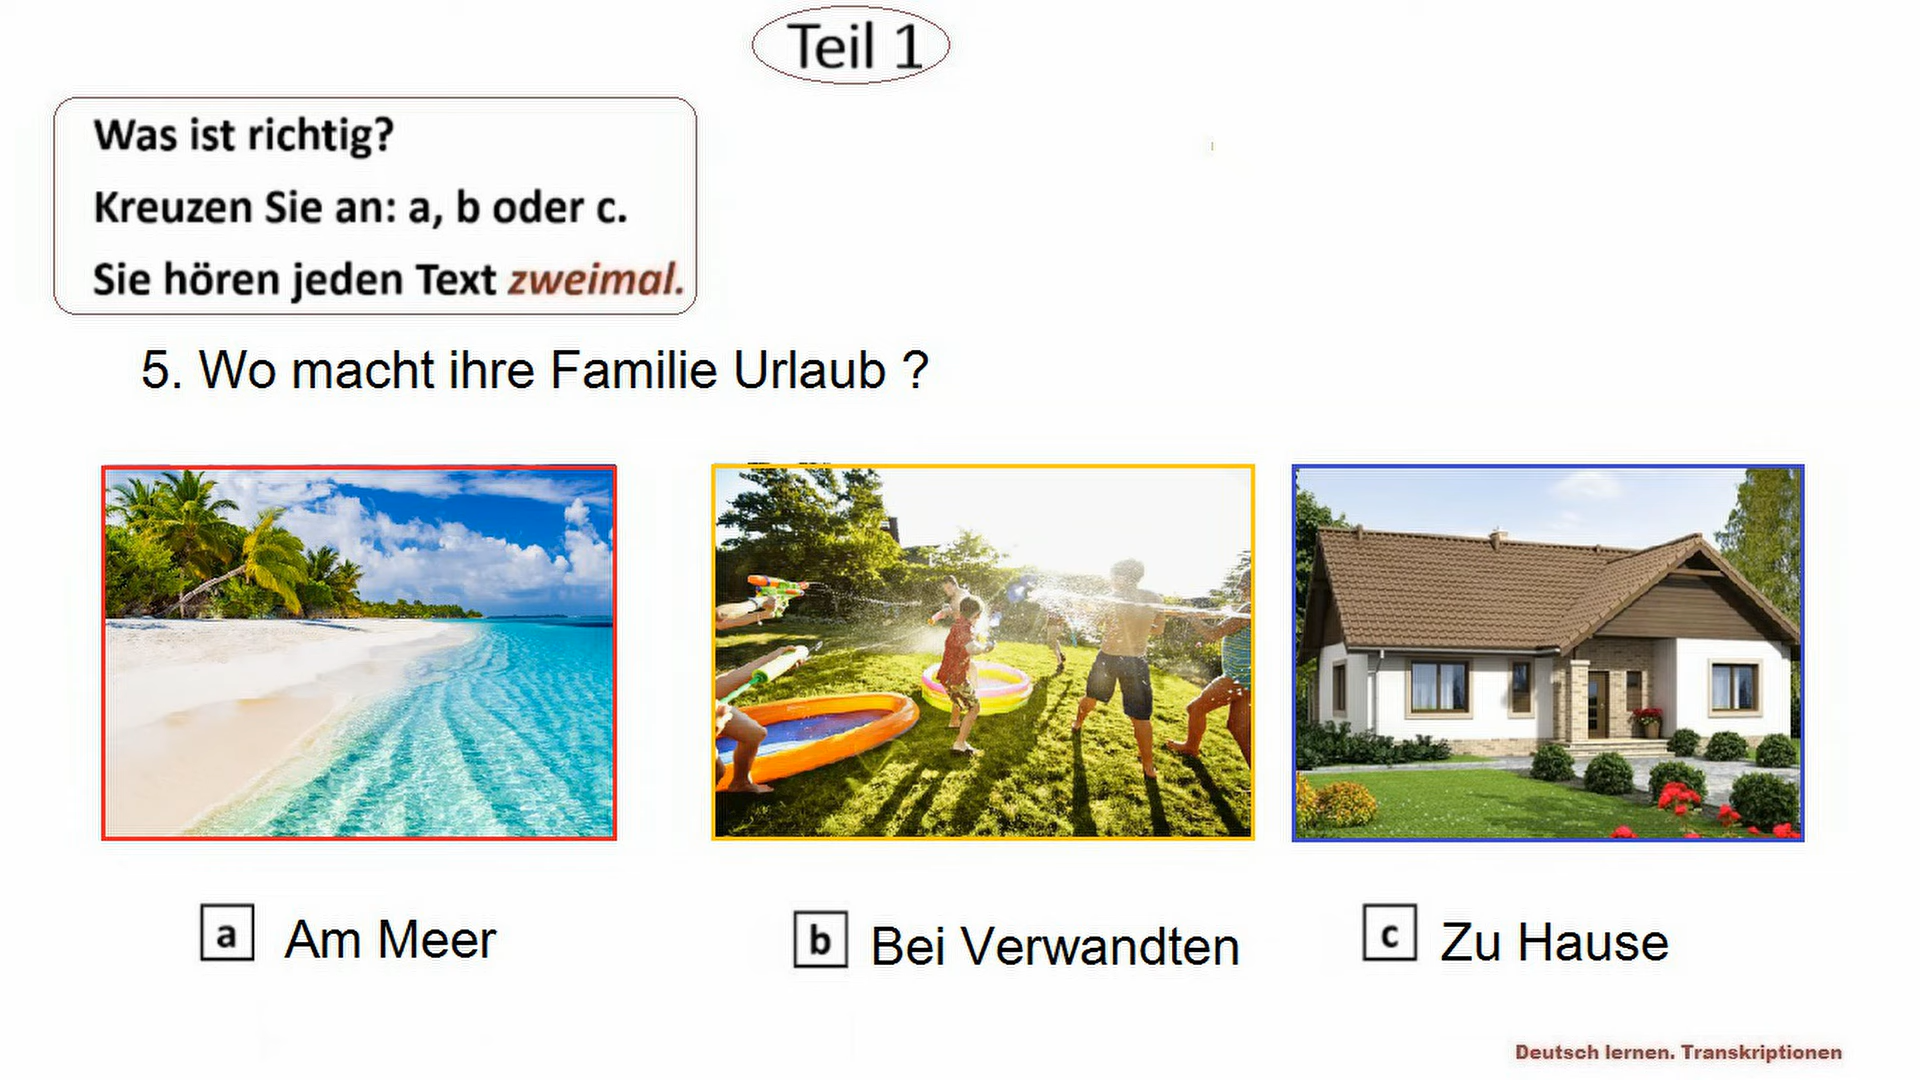 Teil 1
Was ist richtig?
Kreuzen Sie an: a, b oder c.
Sie hören jeden Text zweimal.
5. Wo macht ihre Familie Urlaub ?
a Am Meer
b Bei Verwandten
c Zu Hause
Deutsch lernen. Transkriptionen